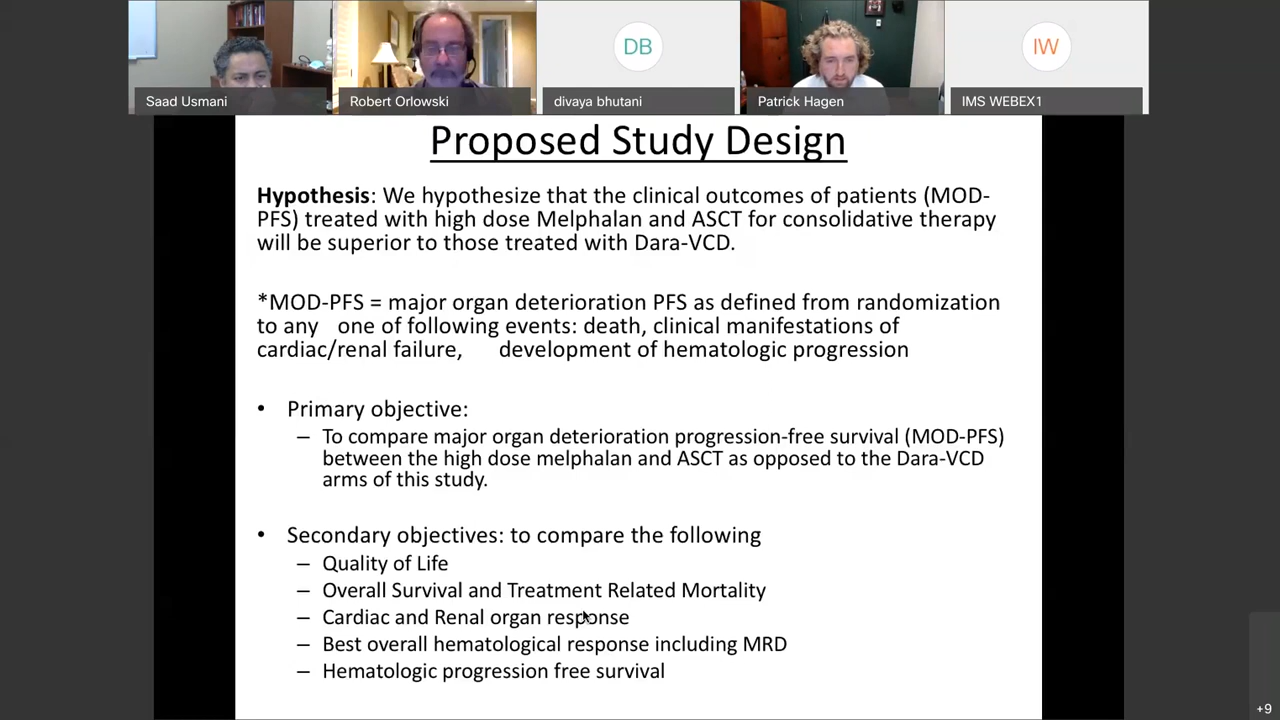 DB
IW
Saad Usmani
Robert Orlowski
divaya bhutani
Patrick Hagen
IMS WEBEX1
Proposed Study Design
Hypothesis: We hypothesize that the clinical outcomes of patients (MOD-
PFS) treated with high dose Melphalan and ASCT for consolidative therapy
will be superior to those treated with Dara-VCD.
*MOD-PFS = major organ deterioration PFS as defined from randomization
to any one of following events: death, clinical manifestations of
cardiac/renal failure, development of hematologic progression
• Primary objective:
– To compare major organ deterioration progression-free survival (MOD-PFS)
between the high dose melphalan and ASCT as opposed to the Dara-VCD
arms of this study.
• Secondary objectives: to compare the following
– Quality of Life
– Overall Survival and Treatment Related Mortality
– Cardiac and Renal organ response
– Best overall hematological response including MRD
– Hematologic progression free survival
+9